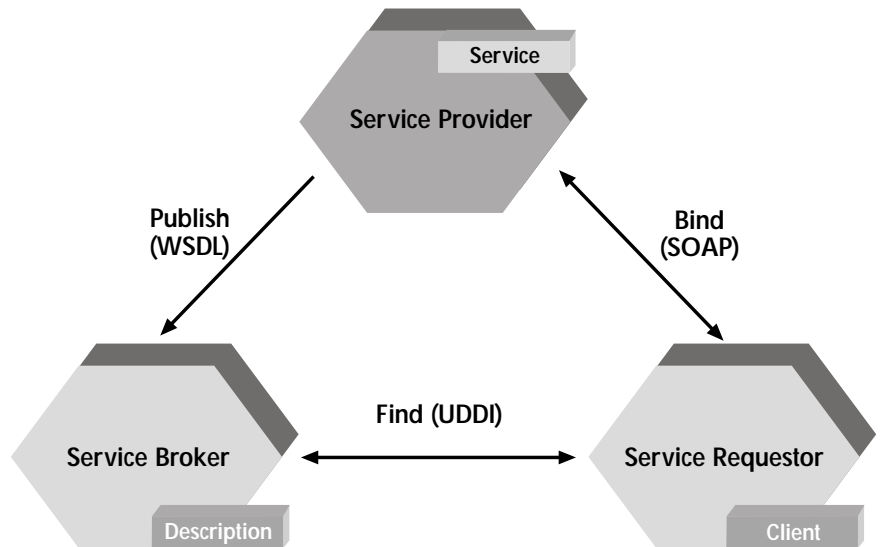 Service
Service Provider
Publish
(WSDL)
Bind
(SOAP)
Find (UDDI)
Service Broker
Service Requestor
Description
Client